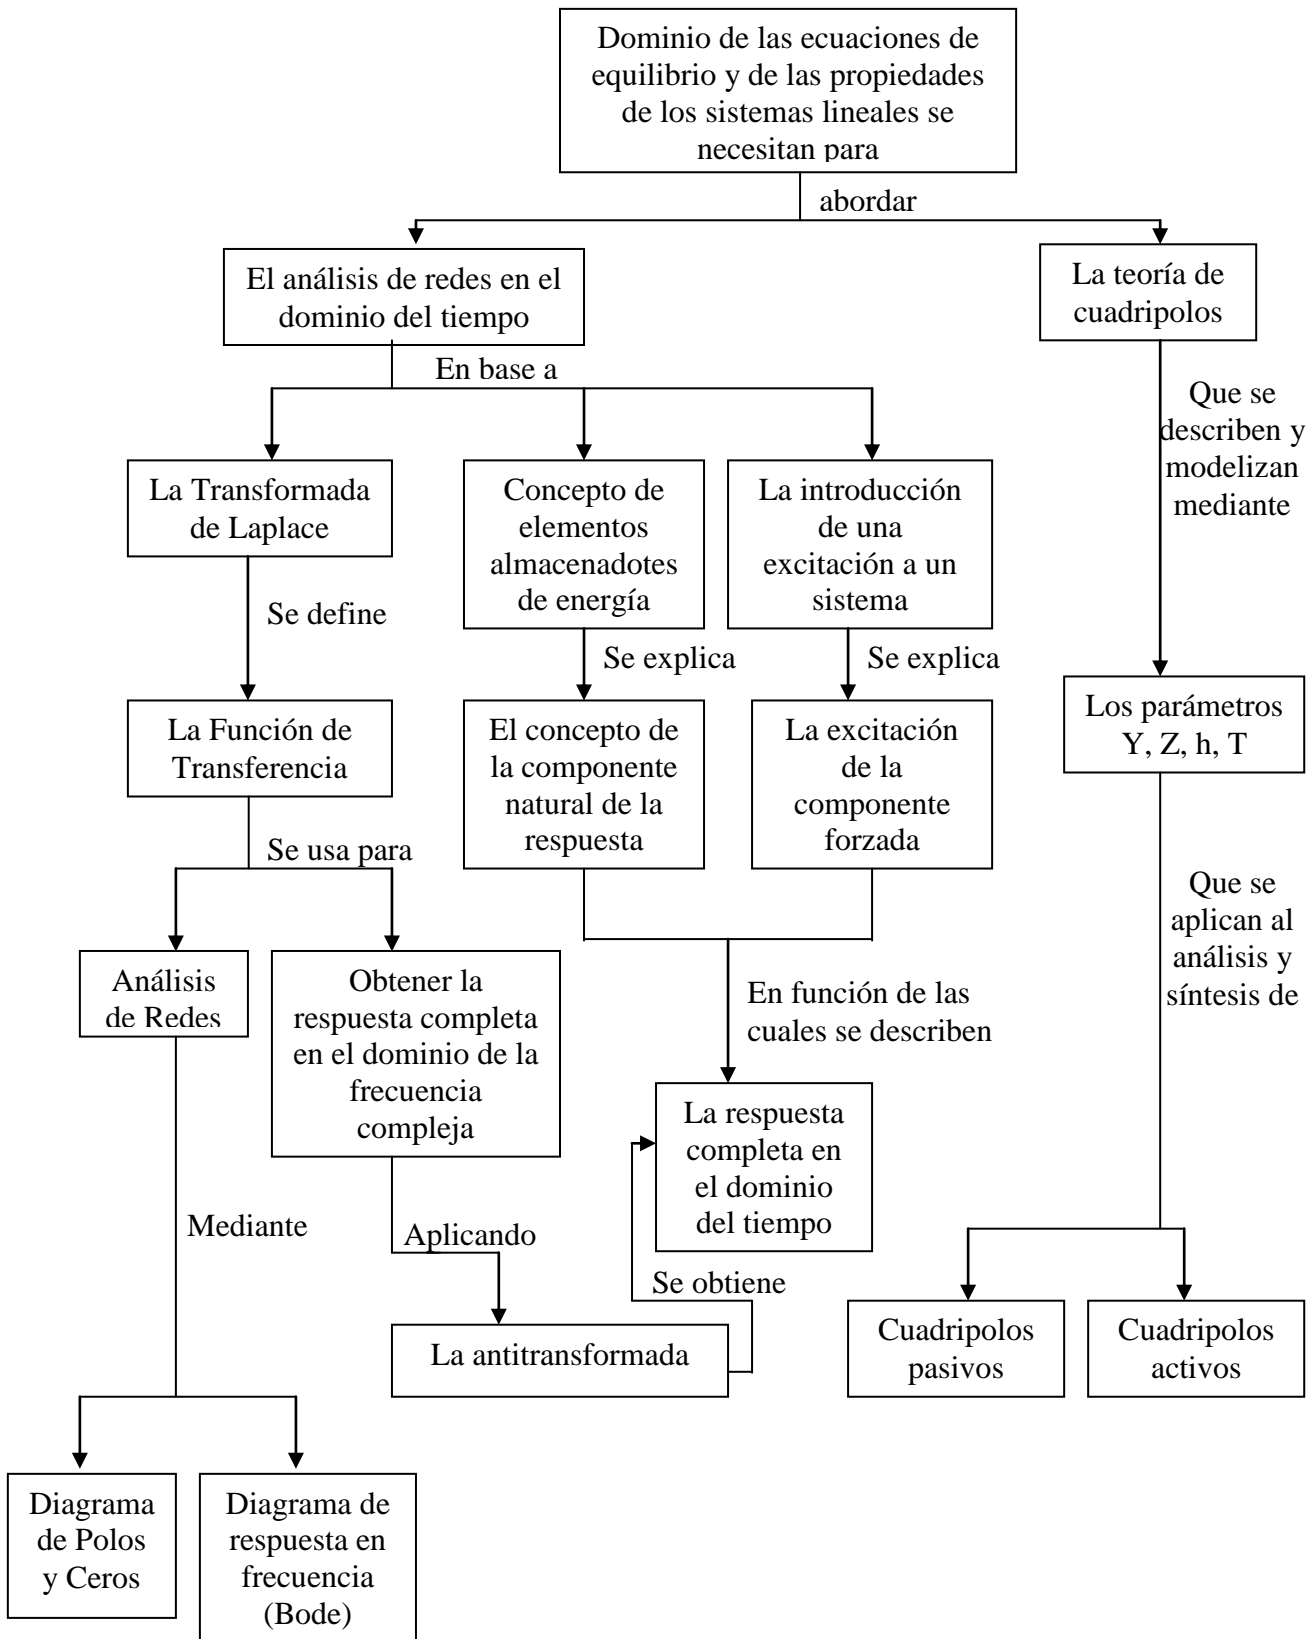 Dominio de las ecuaciones de
equilibrio y de las propiedades
de los sistemas lineales se
necesitan para
abordar
El análisis de redes en el
dominio del tiempo
La teoría de
cuadripolos
En base a
Que se
describen y
modelizan
mediante
La Transformada
de Laplace
Concepto de
elementos
almacenadotes
de energía
La introducción
de una
excitación a un
sistema
Se define
Se explica
Se explica
La Función de
Transferencia
El concepto de
la componente
natural de la
respuesta
La excitación
de la
componente
forzada
Los parámetros
Y, Z, h, T
Se usa para
Que se
aplican al
análisis y
síntesis de
Análisis
de Redes
Obtener la
respuesta completa
en el dominio de la
frecuencia
compleja
En función de las
cuales se describen
La respuesta
completa en
el dominio
del tiempo
Mediante
Aplicando
Se obtiene
La antitransformada
Cuadripolos
pasivos
Cuadripolos
activos
Diagrama
de Polos
y Ceros
Diagrama de
respuesta en
frecuencia
(Bode)